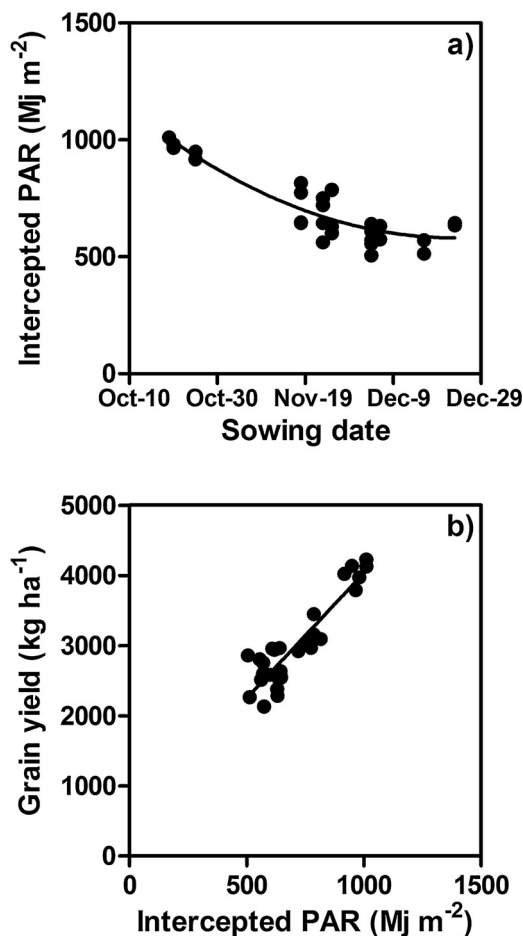 1500
a)
1000
500
0
Intercepted PAR (Mj m⁻²)
Oct-10 Oct-30 Nov-19 Dec-9 Dec-29
Sowing date
5000
b)
4000
3000
2000
1000
0
Grain yield (kg ha⁻¹)
0 500 1000 1500
Intercepted PAR (Mj m⁻²)